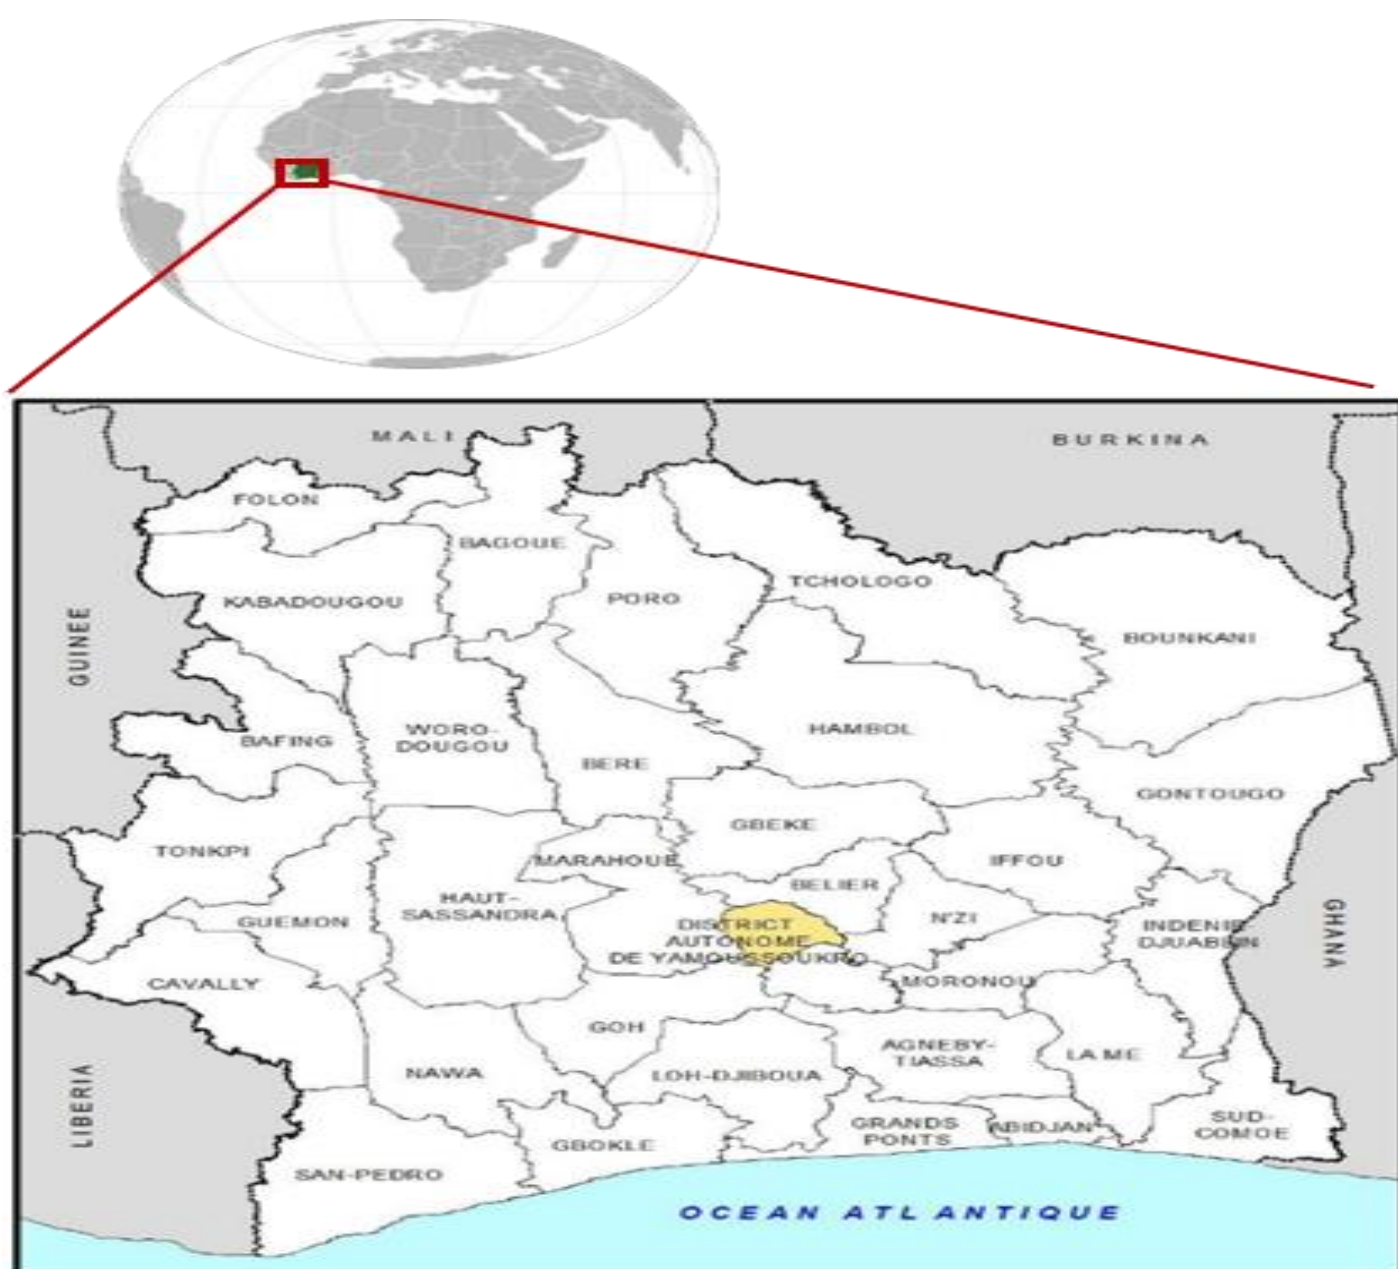 MALI
BURKINA
FOLON
BAGOUE
TCHOLOGO
KABADOUGOU
PORO
BOUNKANI
GUINEE
WORO-
DOUGOU
HAMBOL
BAFING
BERE
GONTOUGO
GBEKE
TONKPI
MARAHOUE
IFFOU
BELIER
HAUT-
SASSANDRA
GUEMON
DISTRICT
AUTONOME
DE YAMOUSSOUKRO
N'ZI
INDENIE
DJUABLIN
GHANA
CAVALLY
MORONOU
GOH
AGNEBY-
TIASSA
LA ME
NAWA
LOH-DJIBOUA
LIBERIA
GRANDS
PONTS
ABIDJAN
SUD-
COMOE
GBOKLE
SAN-PEDRO
OCEAN ATLANTIQUE